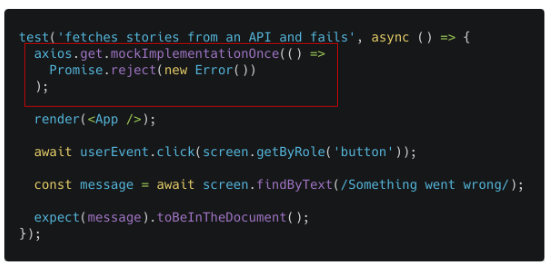 test('fetches stories from an API and fails', async () => {
  axios.get.mockImplementationOnce(() =>
    Promise.reject(new Error())
  );
  render(<App />);
  await userEvent.click(screen.getByRole('button'));
  const message = await screen.findByText(/Something went wrong/);
  expect(message).toBeInTheDocument();
});